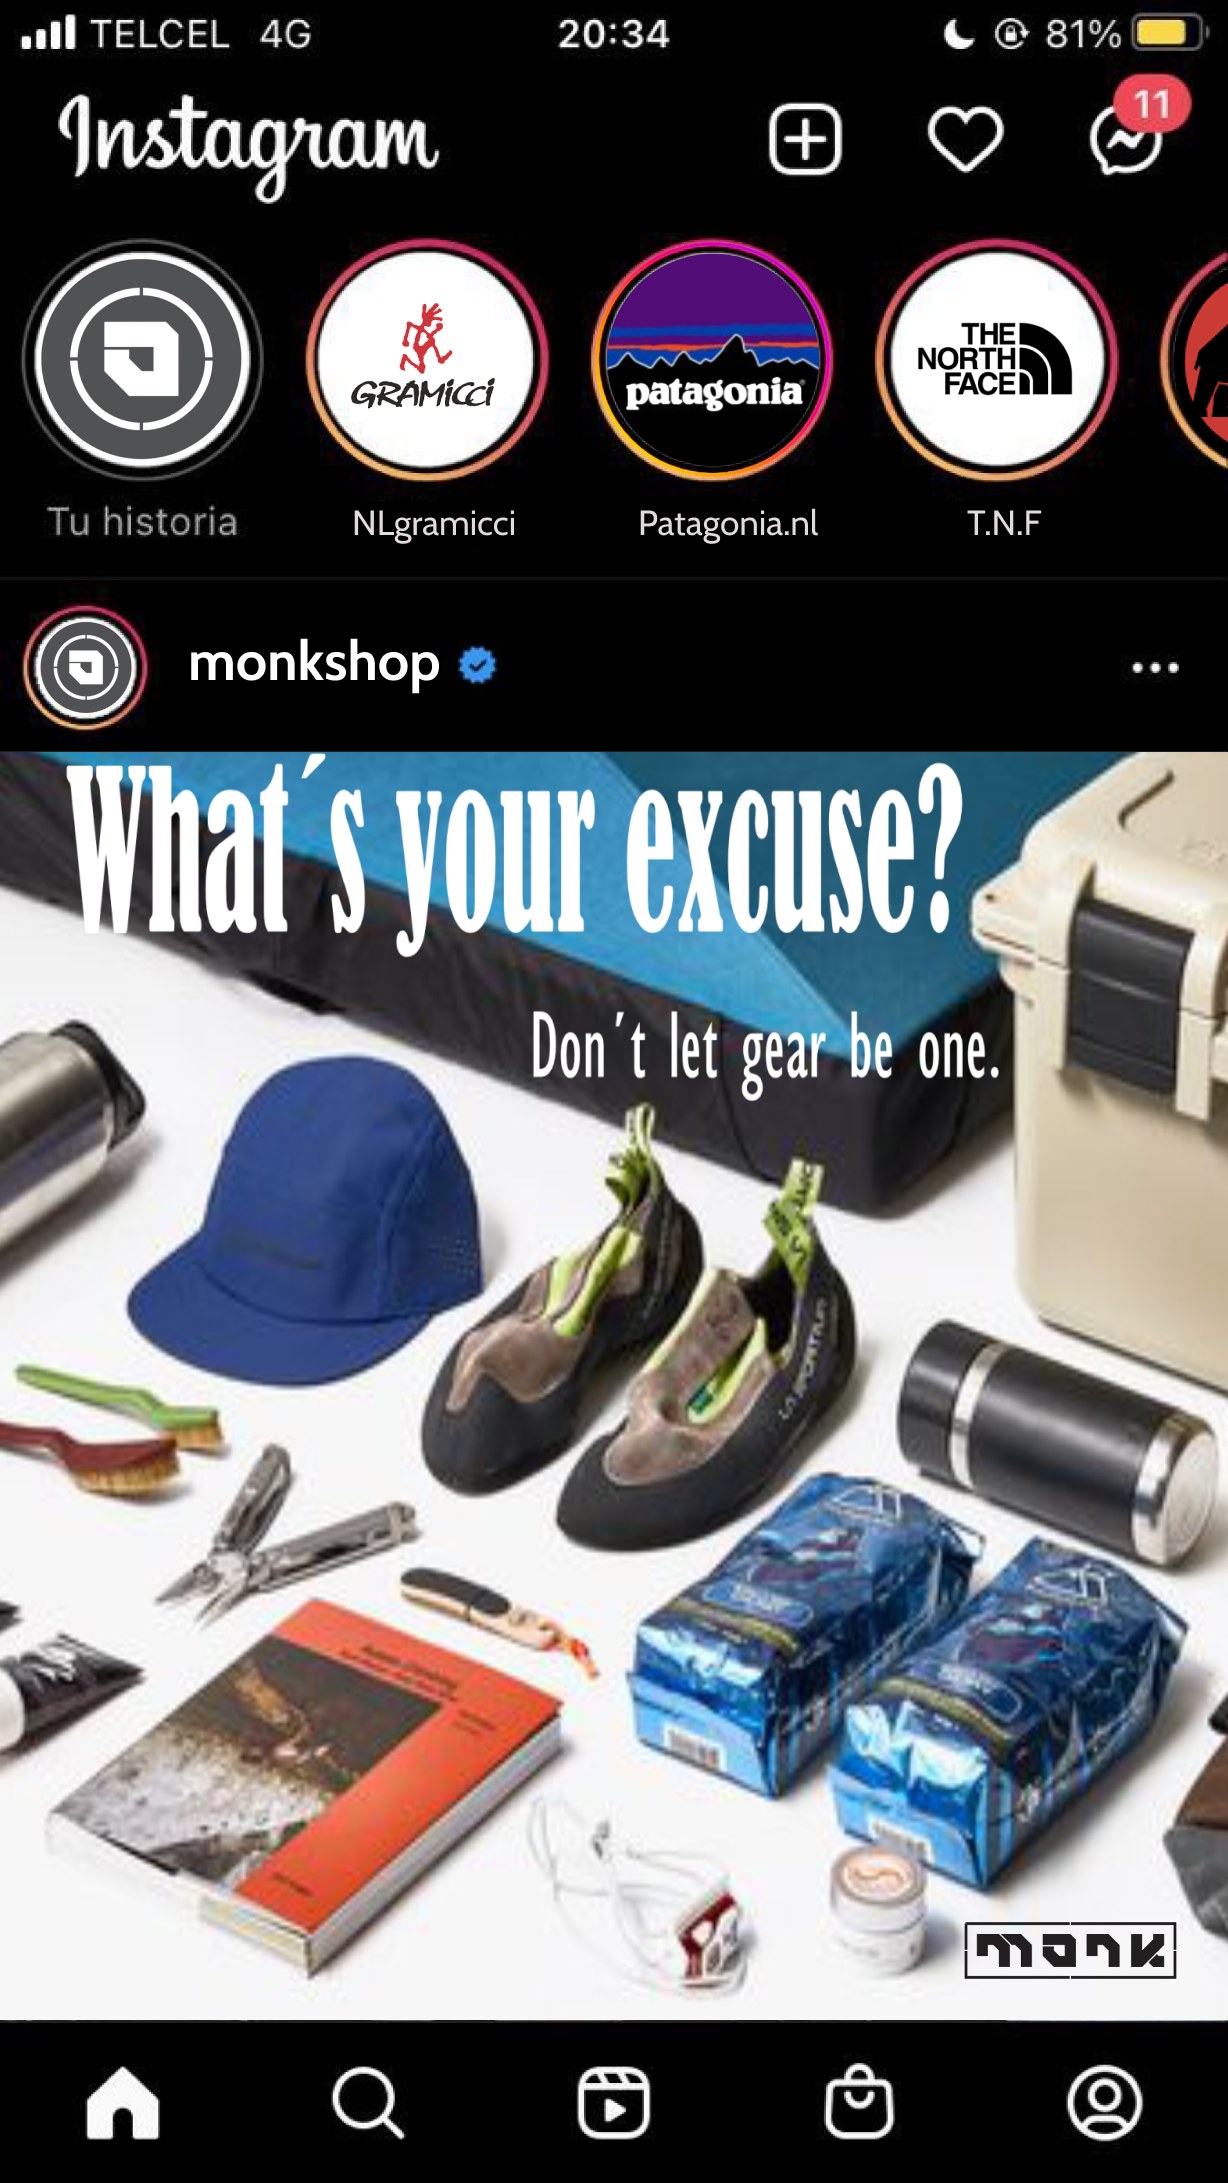 TELCEL 4G 20:34 81%
Instagram
11
GRAMICCI
patagonia
THE
NORTH
FACE
Tu historia NLgramicci Patagonia.nl T.N.F
monkshop
What´s your excuse?
Don´t let gear be one.
LA SPORTIVA
monk